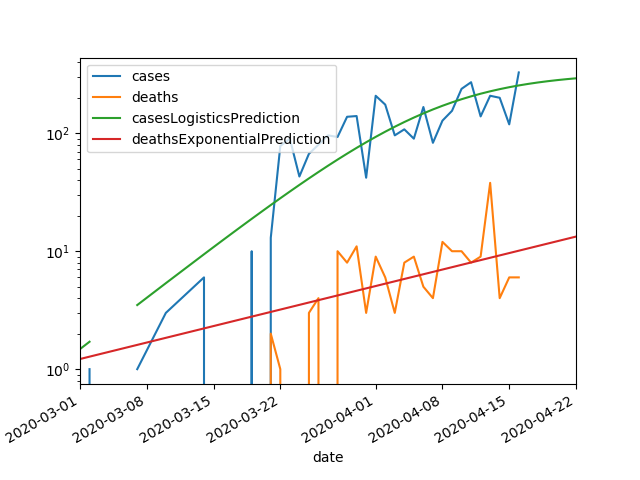 cases
deaths
casesLogisticsPrediction
deathsExponentialPrediction
10²
10¹
10⁰
2020-03-01
2020-03-08
2020-03-15
2020-03-22
2020-04-01
2020-04-08
2020-04-15
2020-04-22
date